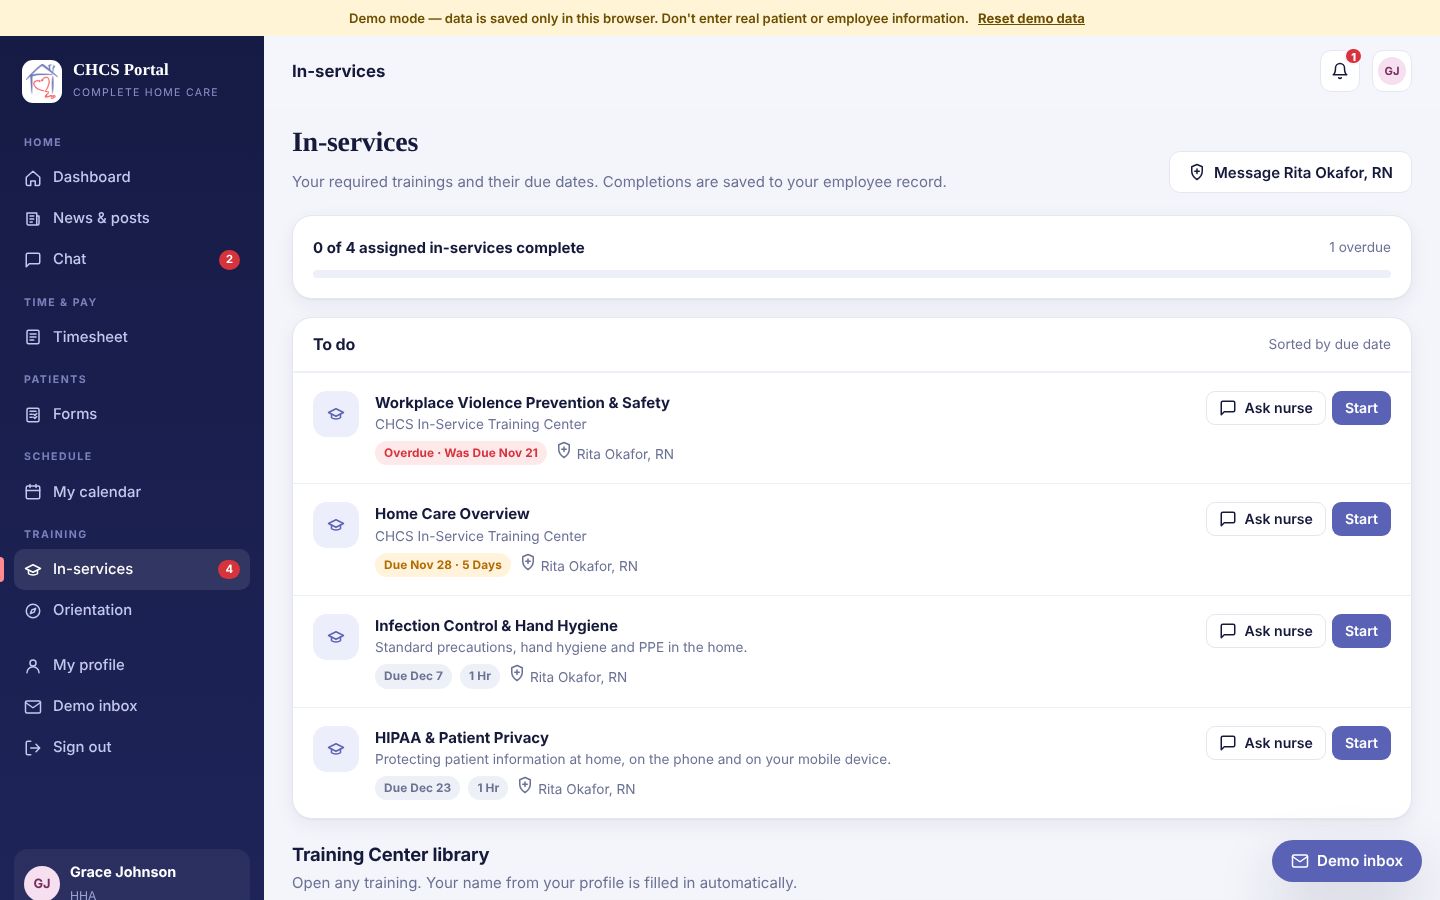 Demo mode — data is saved only in this browser. Don't enter real patient or employee information. Reset demo data
CHCS Portal
COMPLETE HOME CARE
HOME
Dashboard
News & posts
Chat 2
TIME & PAY
Timesheet
PATIENTS
Forms
SCHEDULE
My calendar
TRAINING
In-services 4
Orientation
My profile
Demo inbox
Sign out
GJ
Grace Johnson
HHA
In-services
1
GJ
In-services
Your required trainings and their due dates. Completions are saved to your employee record.
Message Rita Okafor, RN
0 of 4 assigned in-services complete
1 overdue
To do
Sorted by due date
Workplace Violence Prevention & Safety
CHCS In-Service Training Center
Overdue · Was Due Nov 21 Rita Okafor, RN
Ask nurse Start
Home Care Overview
CHCS In-Service Training Center
Due Nov 28 · 5 Days Rita Okafor, RN
Ask nurse Start
Infection Control & Hand Hygiene
Standard precautions, hand hygiene and PPE in the home.
Due Dec 7 1 Hr Rita Okafor, RN
Ask nurse Start
HIPAA & Patient Privacy
Protecting patient information at home, on the phone and on your mobile device.
Due Dec 23 1 Hr Rita Okafor, RN
Ask nurse Start
Training Center library
Open any training. Your name from your profile is filled in automatically.
Demo inbox